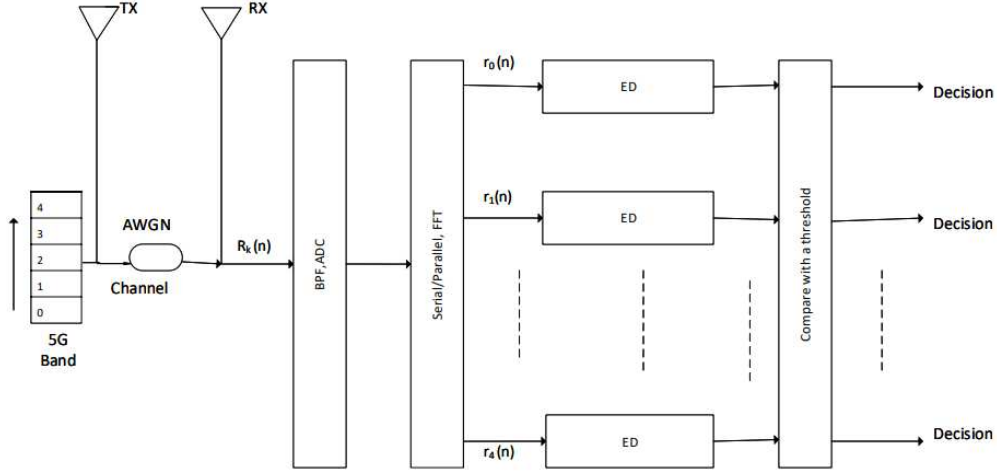 TX
RX
r0(n)
ED
Decision
4
3
2
1
0
5G
Band
AWGN
Channel
Rk(n)
BPF,ADC
Serial/Parallel, FFT
r1(n)
ED
Compare with a threshold
Decision
r4(n)
ED
Decision